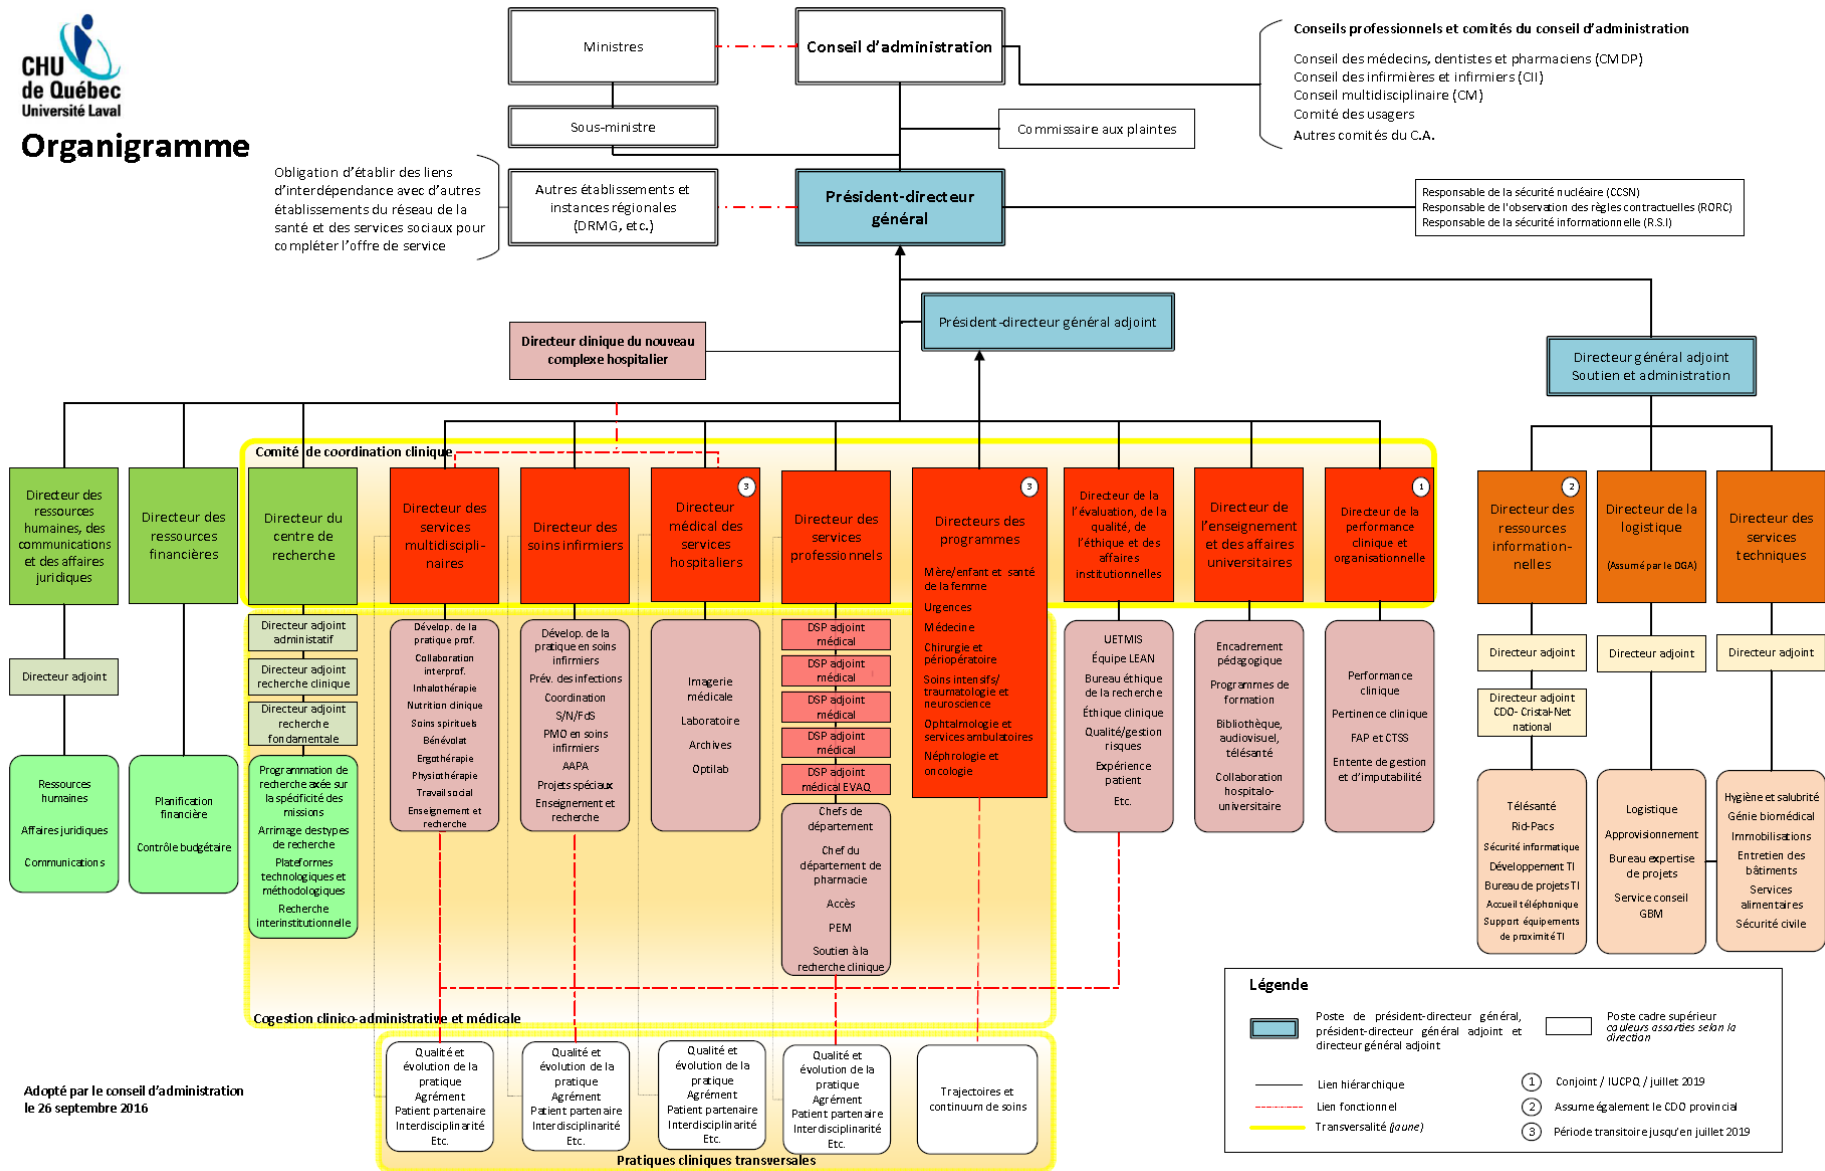 CHU
de Québec
Université Laval
Organigramme
Ministres
Conseil d'administration
Conseils professionnels et comités du conseil d'administration
Conseil des médecins, dentistes et pharmaciens (CMDP)
Conseil des infirmières et infirmiers (CII)
Conseil multidisciplinaire (CM)
Comité des usagers
Autres comités du C.A.
Sous-ministre
Commissaire aux plaintes
Obligation d'établir des liens
d'interdépendance avec d'autres
établissements du réseau de la
santé et des services sociaux pour
compléter l'offre de service
Autres établissements et
instances régionales
(DRMG, etc.)
Président-directeur
général
Responsable de la sécurité nucléaire (CCSN)
Responsable de l'observation des règles contractuelles (RORC)
Responsable de la sécurité informationnelle (R.S.I)
Président-directeur général adjoint
Directeur clinique du nouveau
complexe hospitalier
Directeur général adjoint
Soutien et administration
Comité de coordination clinique
Directeur des
ressources
humaines, des
communications
et des affaires
juridiques
Directeur des
ressources
financières
Directeur du
centre de
recherche
Directeur des
services
multidiscipli-
naires
Directeur des
soins infirmiers
3
Directeur
médical des
services
hospitaliers
Directeur des
services
professionnels
3
Directeurs des
programmes
Mère/enfant et santé
de la femme
Urgences
Médecine
Chirurgie et
périopératoire
Soins intensifs/
traumatologie et
neuroscience
Ophtalmologie et
services ambulatoires
Néphrologie et
oncologie
Directeur de la
l'évaluation, de la
qualité, de
l'éthique et des
affaires
institutionnelles
Directeur de
l'enseignement
et des affaires
universitaires
1
Directeur de la
performance
clinique et
organisationnelle
2
Directeur des
ressources
information-
nelles
Directeur de la
logistique
(Assumé par le DGA)
Directeur des
services
techniques
Directeur adjoint
Ressources
humaines
Affaires juridiques
Communications
Planification
financière
Contrôle budgétaire
Directeur adjoint
administatif
Directeur adjoint
recherche clinique
Directeur adjoint
recherche
fondamentale
Programmation de
recherche axée sur
la spécificité des
missions
Arrimage des types
de recherche
Plateformes
technologiques et
méthodologiques
Recherche
interinstitutionnelle
Dévelop. de la
pratique prof.
Collaboration
interprof.
Inhalothérapie
Nutrition clinique
Soins spirituels
Bénévolat
Ergothérapie
Physiothérapie
Travail social
Enseignement et
recherche
Dévelop. de la
pratique en soins
infirmiers
Prév. des infections
Coordination
S/N/FdS
PMO en soins
infirmiers
AAPA
Projets spéciaux
Enseignement et
recherche
Imagerie
médicale
Laboratoire
Archives
Optilab
DSP adjoint
médical
DSP adjoint
médical
DSP adjoint
médical
DSP adjoint
médical
DSP adjoint
médical EVAQ
Chefs de
département
Chef du
département de
pharmacie
Accès
PEM
Soutien à la
recherche clinique
UETMIS
Équipe LEAN
Bureau éthique
de la recherche
Éthique clinique
Qualité/gestion
risques
Expérience
patient
Etc.
Encadrement
pédagogique
Programmes de
formation
Bibliothèque,
audiovisuel,
télésanté
Collaboration
hospitalo-
universitaire
Performance
clinique
Pertinence clinique
FAP et CTSS
Entente de gestion
et d'imputabilité
Directeur adjoint
Directeur adjoint
CDO- Cristal-Net
national
Télésanté
Rid-Pacs
Sécurité informatique
Développement TI
Bureau de projets TI
Accueil téléphonique
Support équipements
de proximité TI
Directeur adjoint
Logistique
Approvisionnement
Bureau expertise
de projets
Service conseil
GBM
Directeur adjoint
Hygiène et salubrité
Génie biomédical
Immobilisations
Entretien des
bâtiments
Services
alimentaires
Sécurité civile
Cogestion clinico-administrative et médicale
Qualité et
évolution de la
pratique
Agrément
Patient partenaire
Interdisciplinarité
Etc.
Qualité et
évolution de la
pratique
Agrément
Patient partenaire
Interdisciplinarité
Etc.
Qualité et
évolution de la
pratique
Agrément
Patient partenaire
Interdisciplinarité
Etc.
Qualité et
évolution de la
pratique
Agrément
Patient partenaire
Interdisciplinarité
Etc.
Trajectoires et
continuum de soins
Pratiques cliniques transversales
Adopté par le conseil d'administration
le 26 septembre 2016
Légende
Poste de président-directeur général,
président-directeur général adjoint et
directeur général adjoint
Poste cadre supérieur
couleurs assorties selon la
direction
Lien hiérarchique
Lien fonctionnel
Transversalité (jaune)
1 Conjoint / IUCPQ / juillet 2019
2 Assume également le CDO provincial
3 Période transitoire jusqu'en juillet 2019